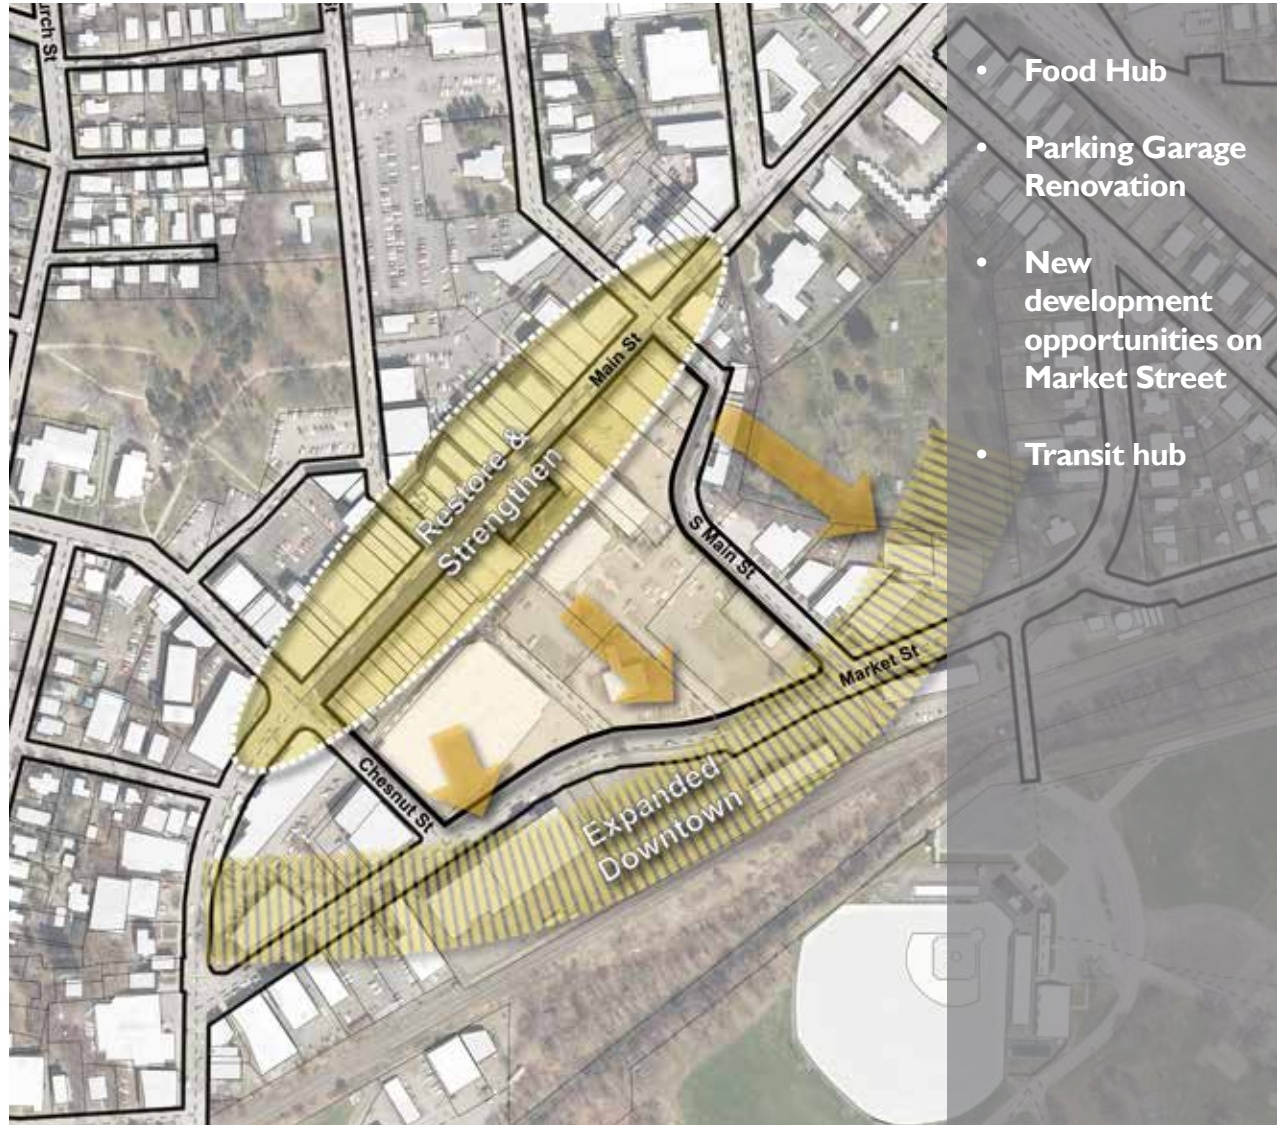 urch St
St
Main St
Restore &
Strengthen
S Main St
Market St
Chesnut St
Expanded
Downtown
• Food Hub
• Parking Garage
Renovation
• New
development
opportunities on
Market Street
• Transit hub